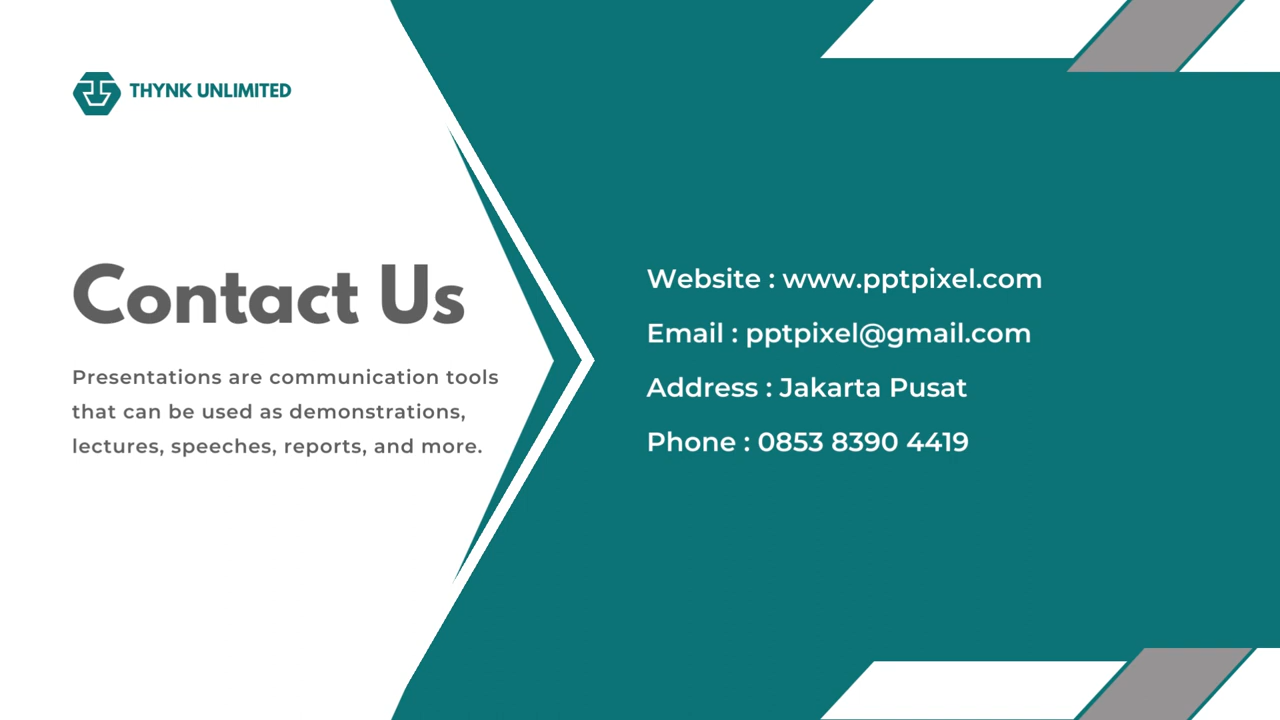 THYNK UNLIMITED
Contact Us
Presentations are communication tools
that can be used as demonstrations,
lectures, speeches, reports, and more.
Website : www.pptpixel.com
Email : pptpixel@gmail.com
Address : Jakarta Pusat
Phone : 0853 8390 4419